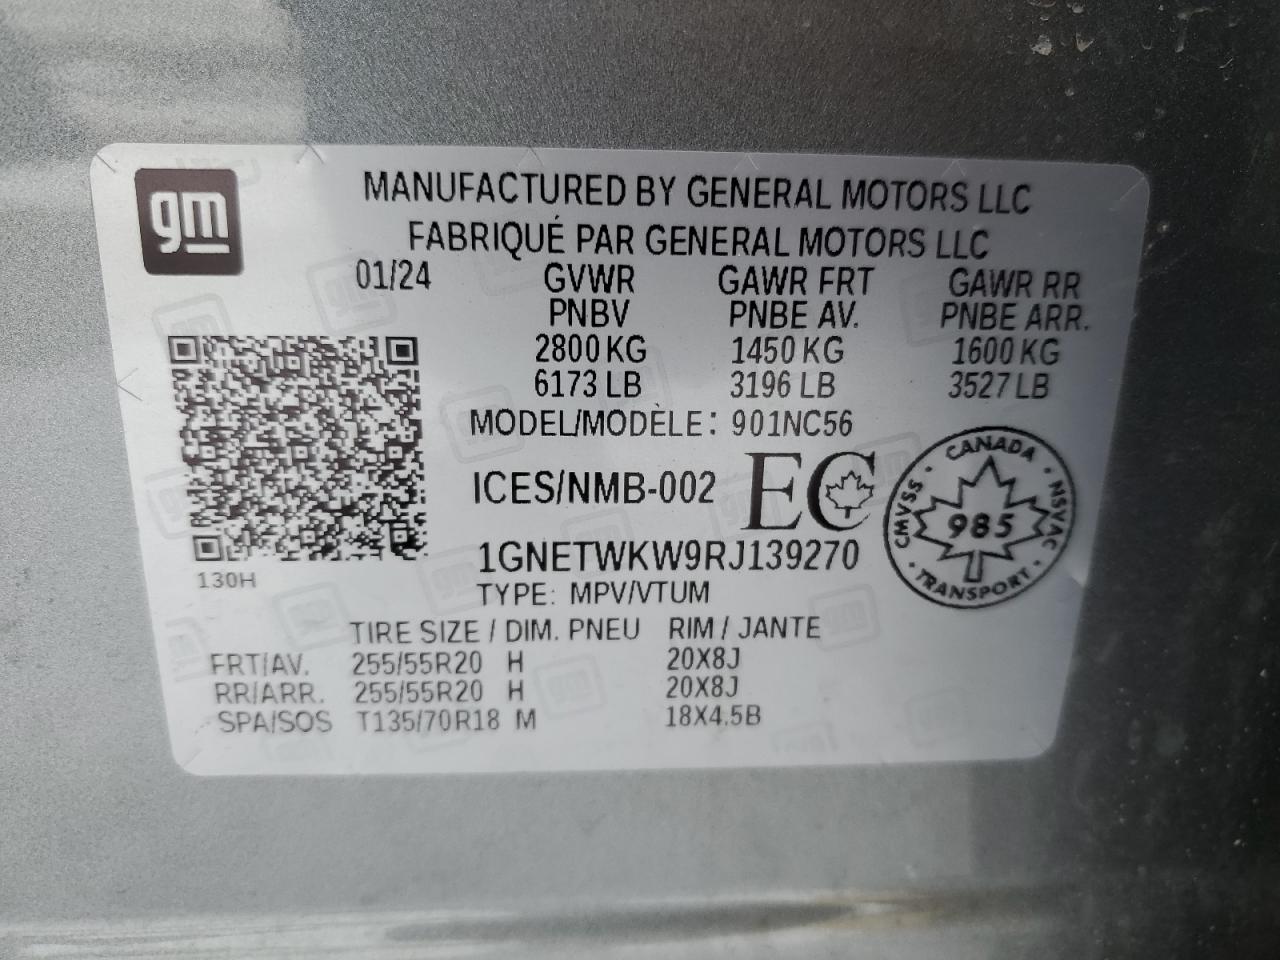 gm
MANUFACTURED BY GENERAL MOTORS LLC
FABRIQUÉ PAR GENERAL MOTORS LLC
01/24 GVWR GAWR FRT GAWR RR
PNBV PNBE AV. PNBE ARR.
2800 KG 1450 KG 1600 KG
6173 LB 3196 LB 3527 LB
MODEL/MODÈLE: 901NC56
ICES/NMB-002 EC
CANADA
CMVSS 985 NSVAC
TRANSPORT
1GNETWKW9RJ139270
130H
TYPE: MPV/VTUM
TIRE SIZE / DIM. PNEU RIM / JANTE
FRT/AV. 255/55R20 H 20X8J
RR/ARR. 255/55R20 H 20X8J
SPA/SOS T135/70R18 M 18X4.5B